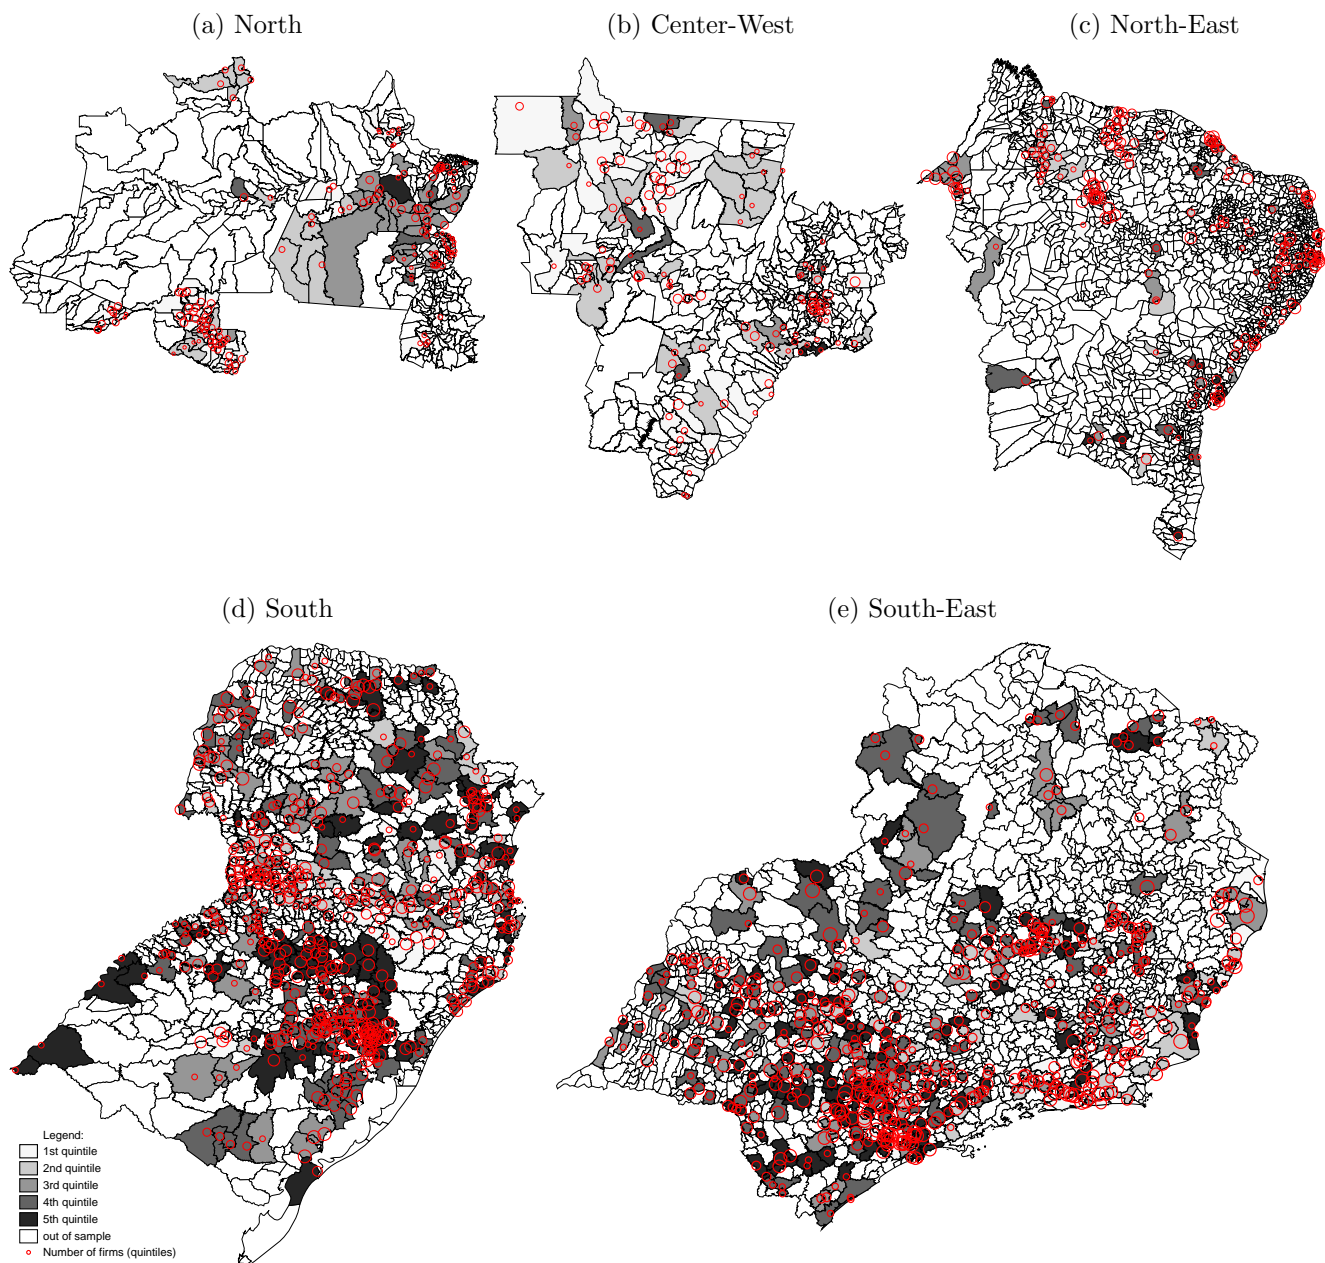 (a) North
(b) Center-West
(c) North-East
(d) South
(e) South-East
Legend:
1st quintile
2nd quintile
3rd quintile
4th quintile
5th quintile
out of sample
Number of firms (quintiles)